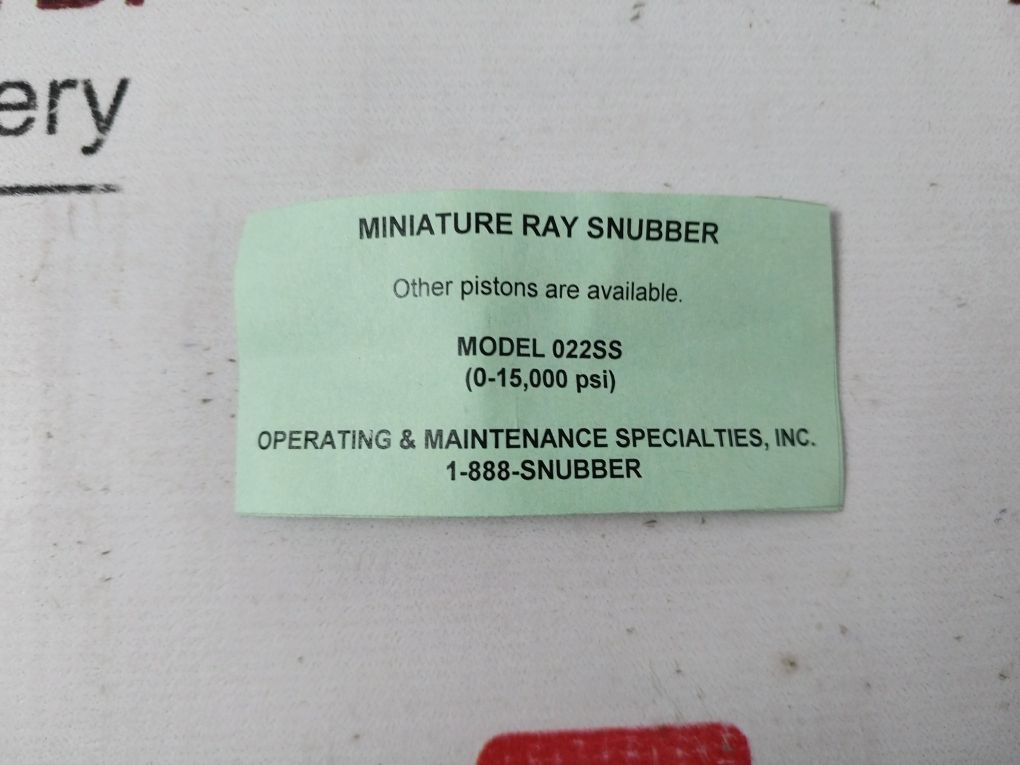 ery
MINIATURE RAY SNUBBER
Other pistons are available.
MODEL 022SS
(0-15,000 psi)
OPERATING & MAINTENANCE SPECIALTIES, INC.
1-888-SNUBBER